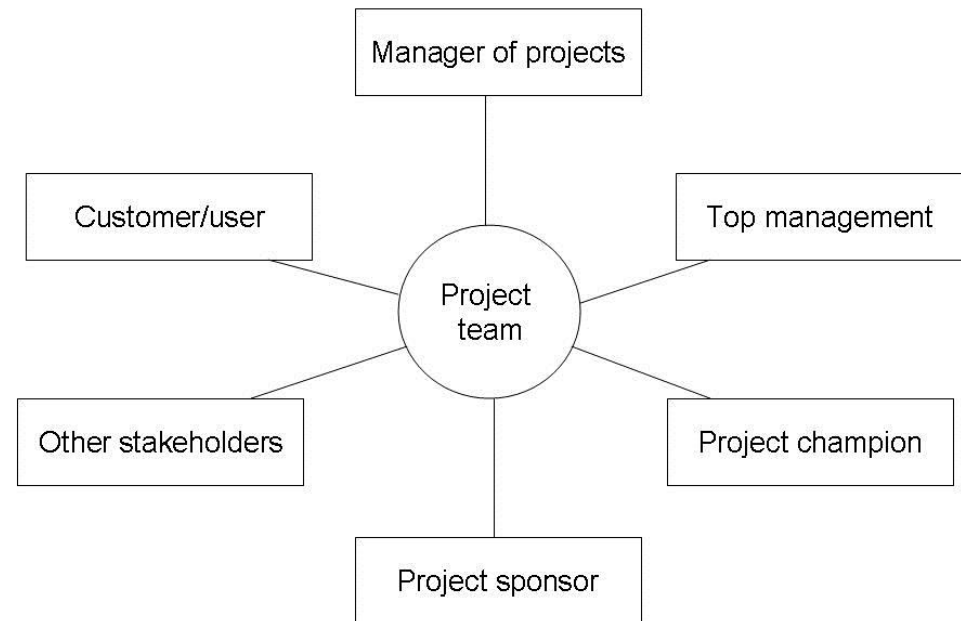 Manager of projects
Customer/user
Top management
Project
team
Other stakeholders
Project champion
Project sponsor